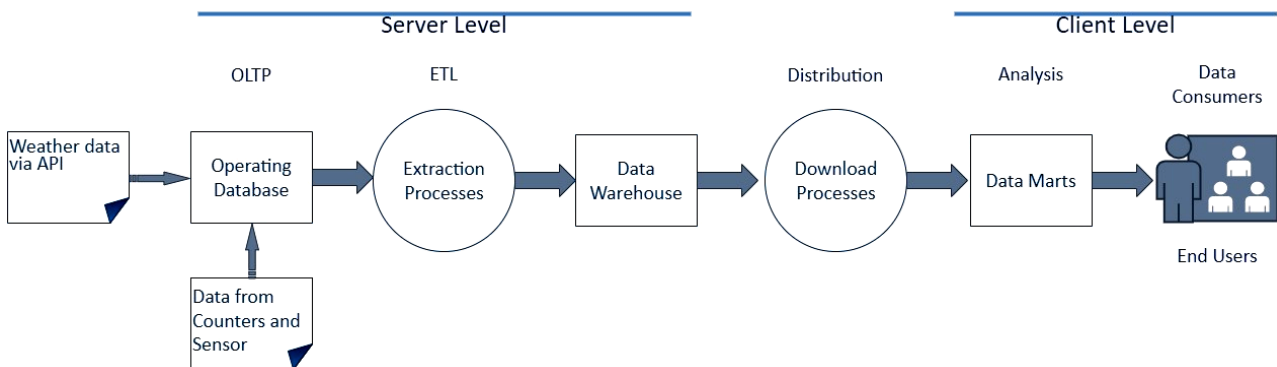 Server Level
Client Level
OLTP
ETL
Distribution
Analysis
Data
Consumers
Weather data
via API
Operating
Database
Extraction
Processes
Data
Warehouse
Download
Processes
Data Marts
End Users
Data from
Counters and
Sensor